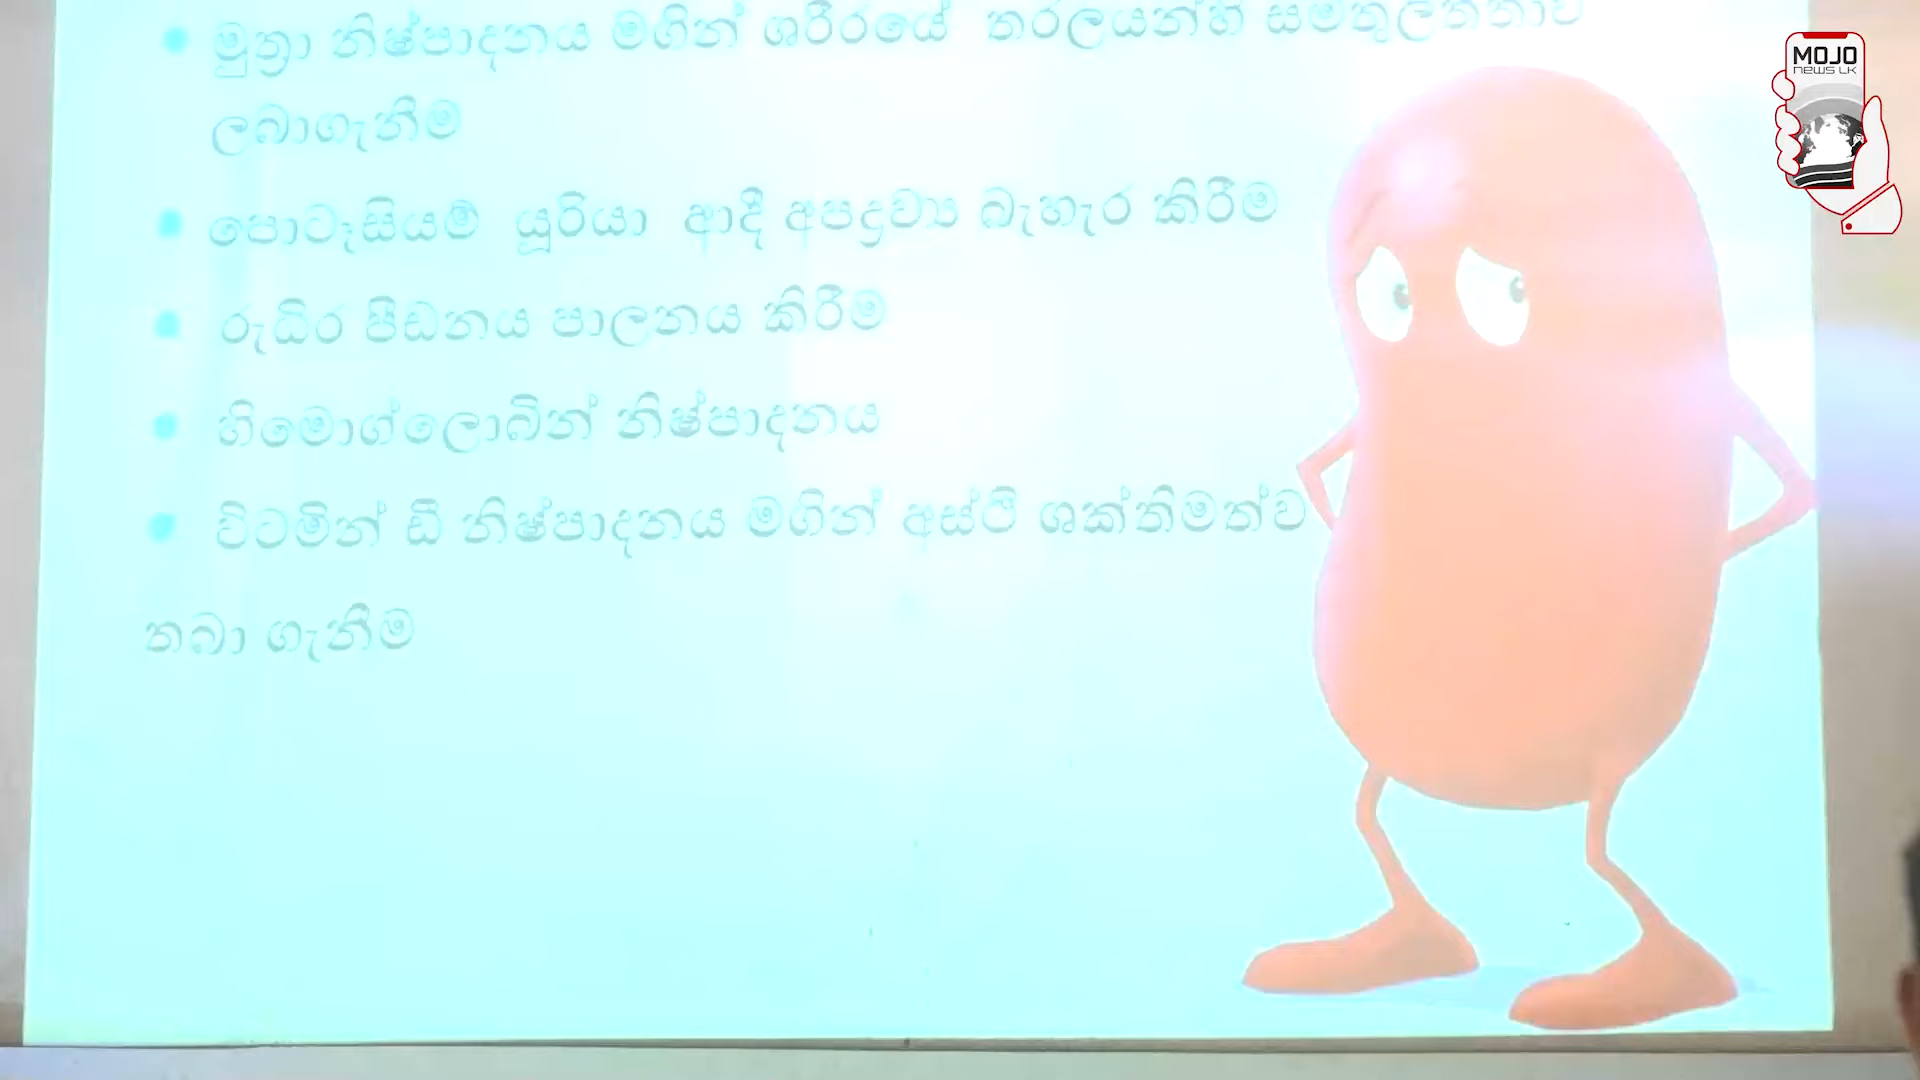 මුත්‍රා නිෂ්පාදනය මගින් ශරීරයේ තරලයන්හි සමතුලිතතාව
ලබාගැනීම
පොටෑසියම් යූරියා ආදී අපද්‍රව්‍ය බැහැර කිරීම
රුධිර පීඩනය පාලනය කිරීම
හිමොග්ලොබින් නිෂ්පාදනය
විටමින් ඩී නිෂ්පාදනය මගින් අස්ථි ශක්තිමත්ව
තබා ගැනීම
MOJO
news LK